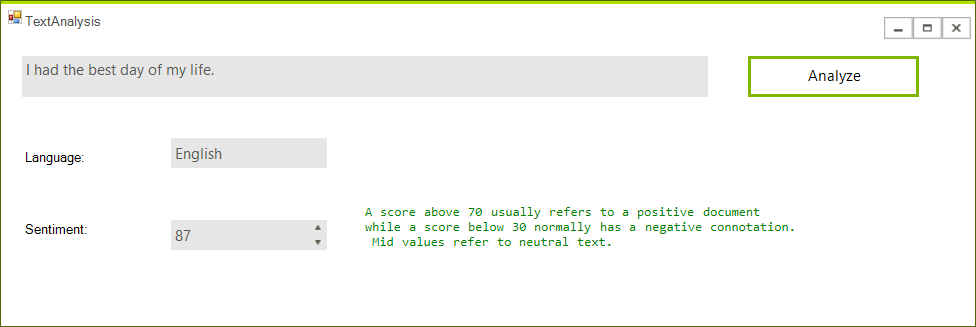 TextAnalysis
I had the best day of my life.
Analyze
Language:
English
Sentiment:
87
A score above 70 usually refers to a positive document
while a score below 30 normally has a negative connotation.
Mid values refer to neutral text.